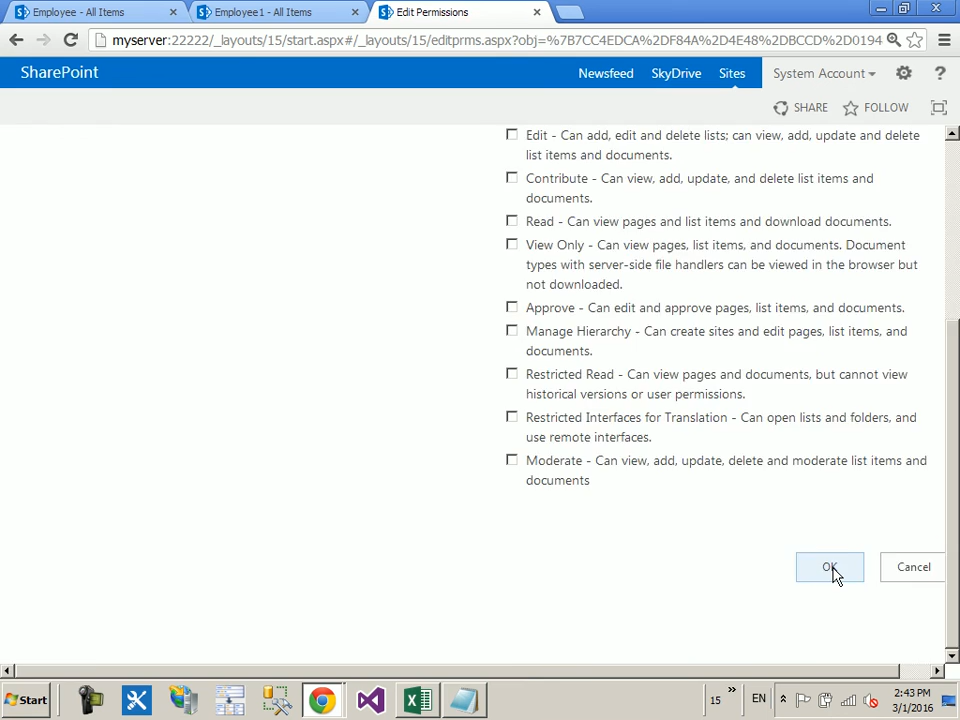 Employee - All Items
Employee1 - All Items
Edit Permissions
myserver:22222/_layouts/15/start.aspx#/_layouts/15/editprms.aspx?obj=%7B7CC4EDCA%2DF84A%2D4E48%2DBCCD%2D0194
SharePoint
Newsfeed SkyDrive Sites System Account ?
SHARE FOLLOW
Edit - Can add, edit and delete lists; can view, add, update and delete
list items and documents.
Contribute - Can view, add, update, and delete list items and
documents.
Read - Can view pages and list items and download documents.
View Only - Can view pages, list items, and documents. Document
types with server-side file handlers can be viewed in the browser but
not downloaded.
Approve - Can edit and approve pages, list items, and documents.
Manage Hierarchy - Can create sites and edit pages, list items, and
documents.
Restricted Read - Can view pages and documents, but cannot view
historical versions or user permissions.
Restricted Interfaces for Translation - Can open lists and folders, and
use remote interfaces.
Moderate - Can view, add, update, delete and moderate list items and
documents
OK Cancel
Start 15 » EN 2:43 PM
3/1/2016